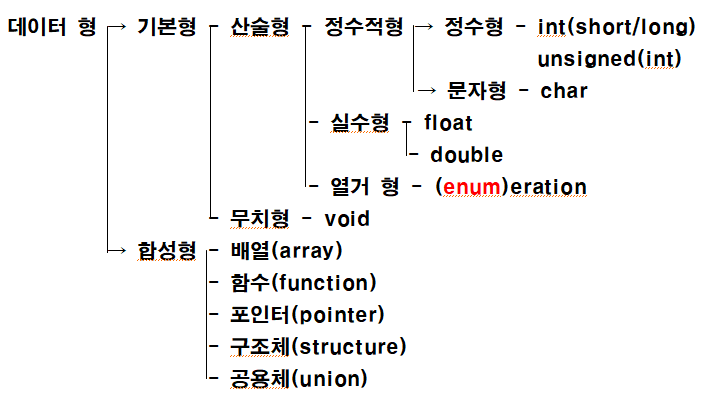 데이터 형 → 기본형 - 산술형 - 정수적형 → 정수형 - int(short/long)
unsigned(int)
→ 문자형 - char
- 실수형 - float
- double
- 열거 형 - (enum)eration
- 무치형 - void
→ 합성형 - 배열(array)
- 함수(function)
- 포인터(pointer)
- 구조체(structure)
- 공용체(union)